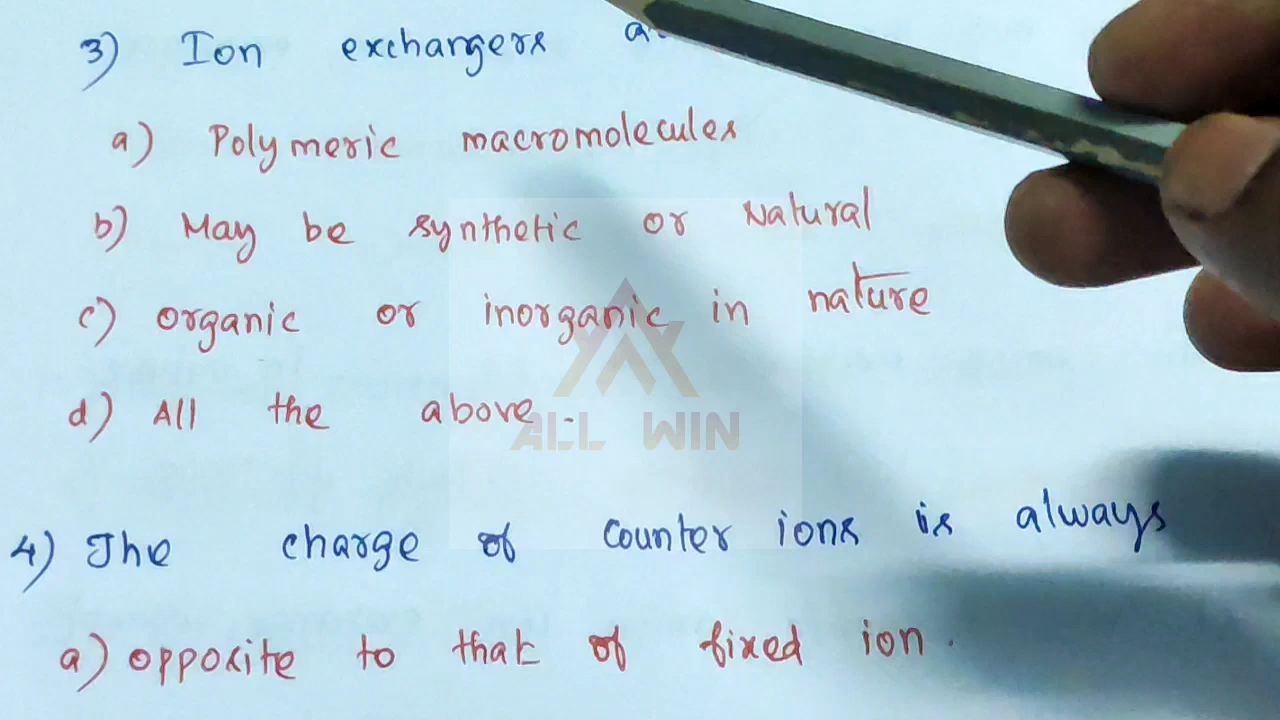 3) Ion exchangers
a) Polymeric macromolecules
b) May be synthetic or Natural
c) organic or inorganic in nature
d) All the above.
ALL WIN
4) The charge of counter ions is always
a) opposite to that of fixed ion.